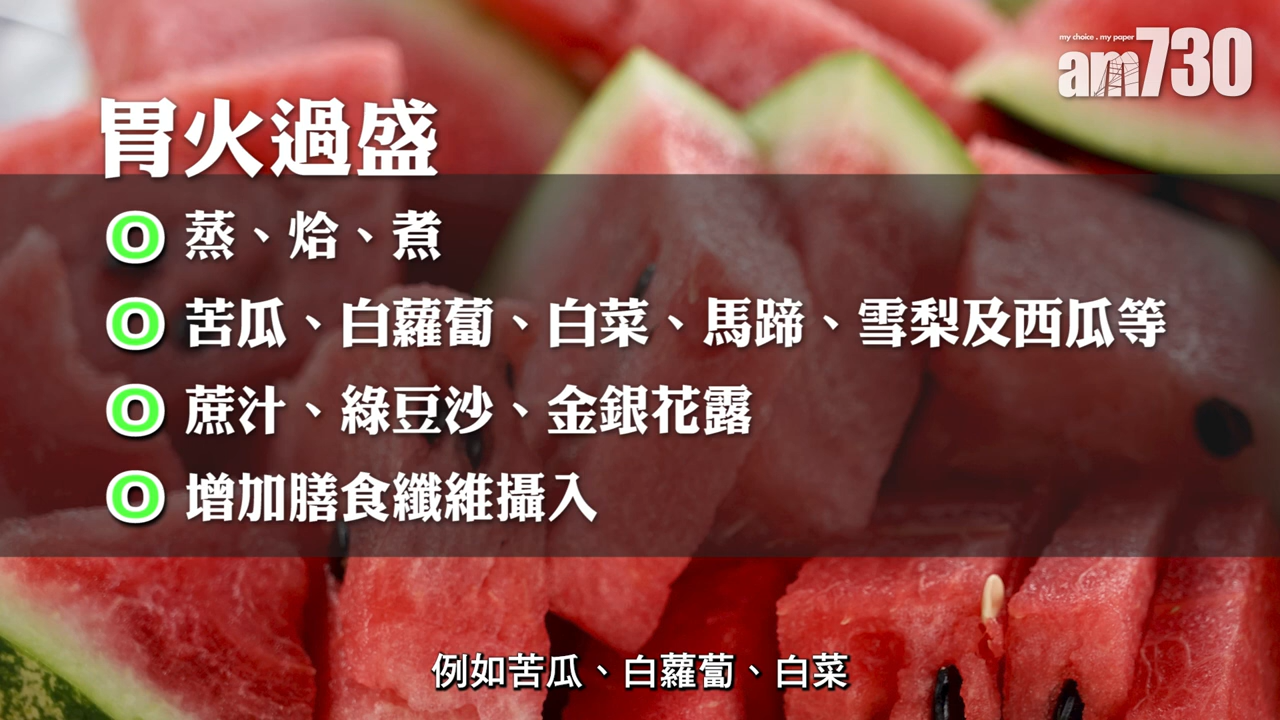 my choice . my paper
am730
胃火過盛
O 蒸、烚、煮
O 苦瓜、白蘿蔔、白菜、馬蹄、雪梨及西瓜等
O 蔗汁、綠豆沙、金銀花露
O 增加膳食纖維攝入
例如苦瓜、白蘿蔔、白菜